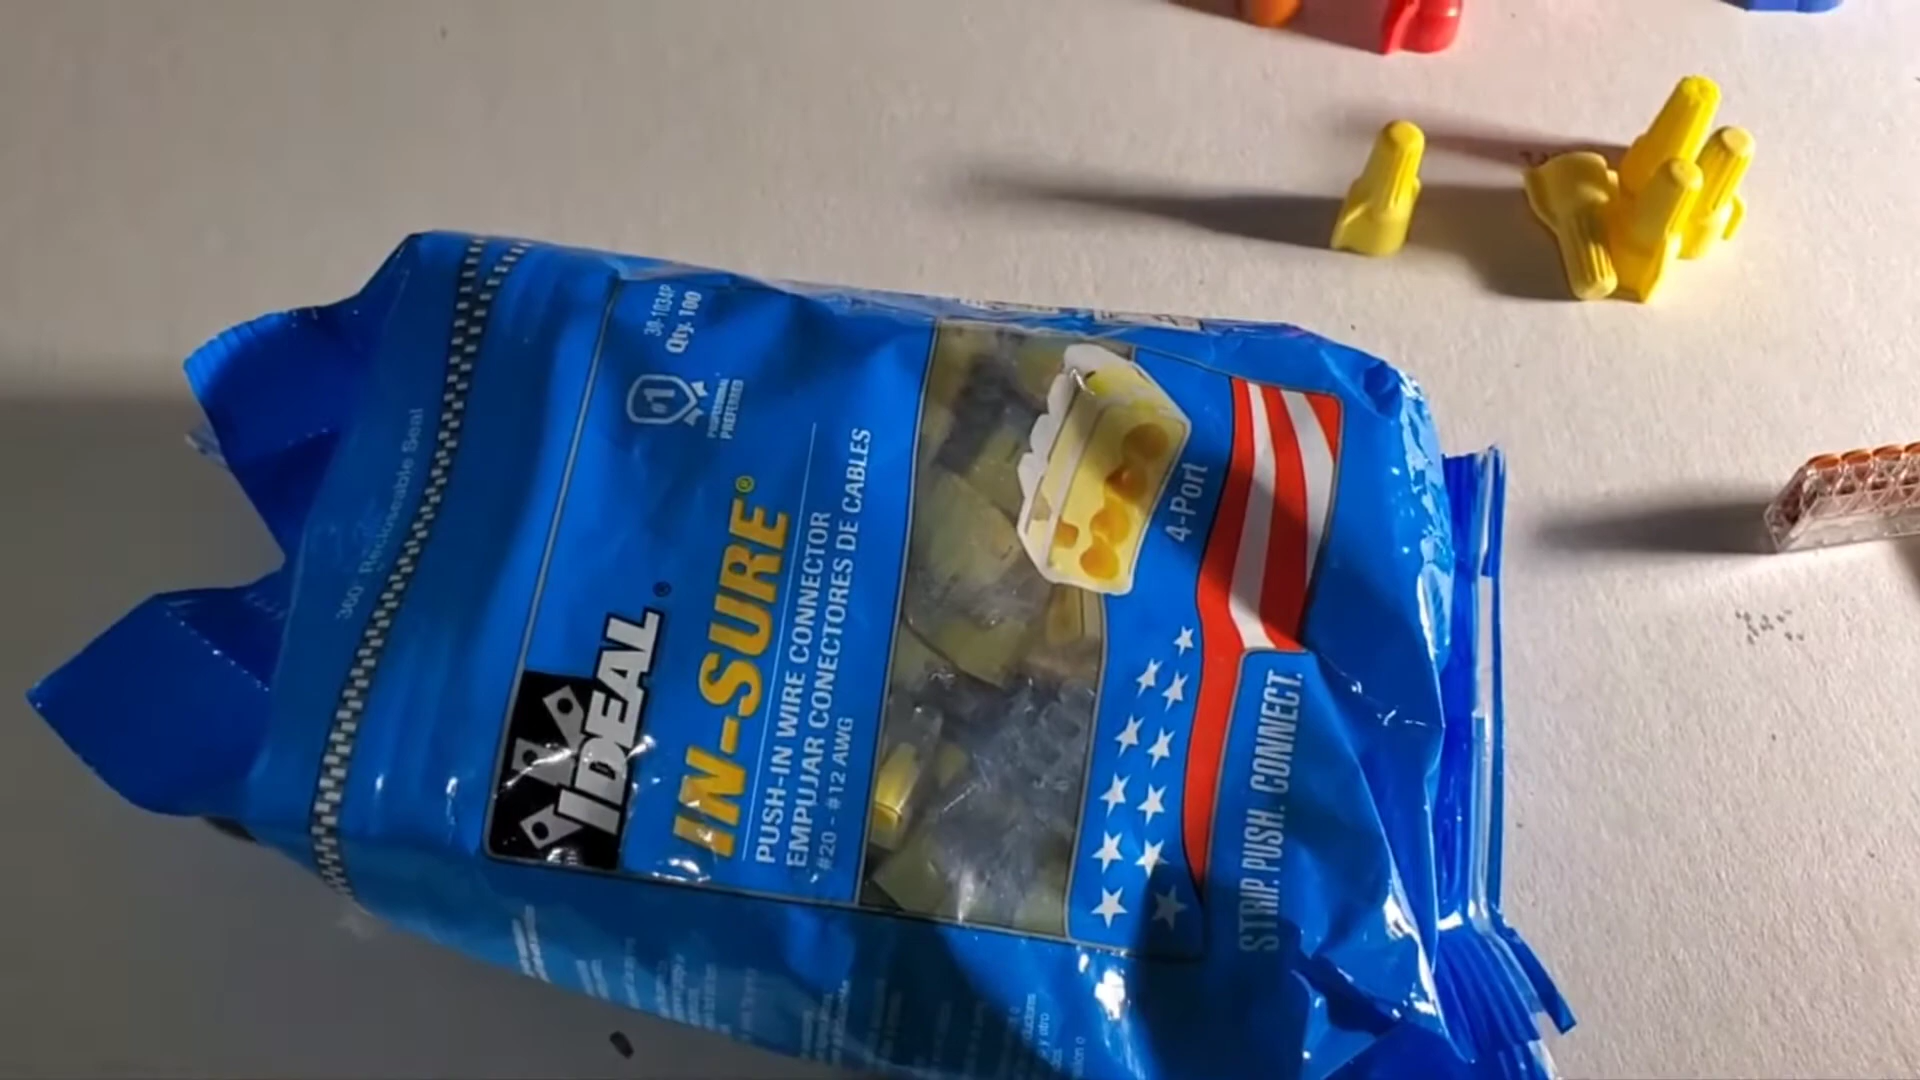 360° Recloseable Seal
30-1034P
Qty. 100
#1
PROFESSIONAL
PREFERRED
IDEAL®
IN-SURE®
PUSH-IN WIRE CONNECTOR
EMPUJAR CONECTORES DE CABLES
#20 - #12 AWG
4-Port
STRIP. PUSH. CONNECT.